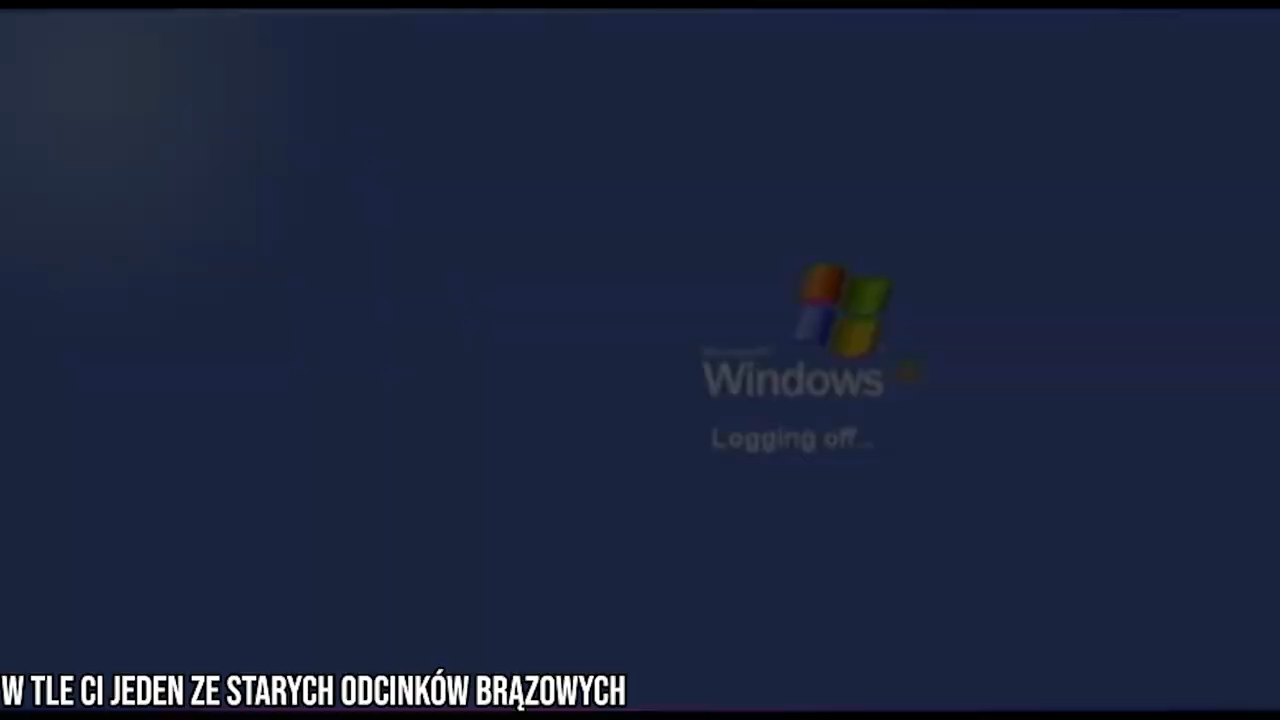 Windows
Logging off...
W TLE CI JEDEN ZE STARYCH ODCINKÓW BRĄZOWYCH